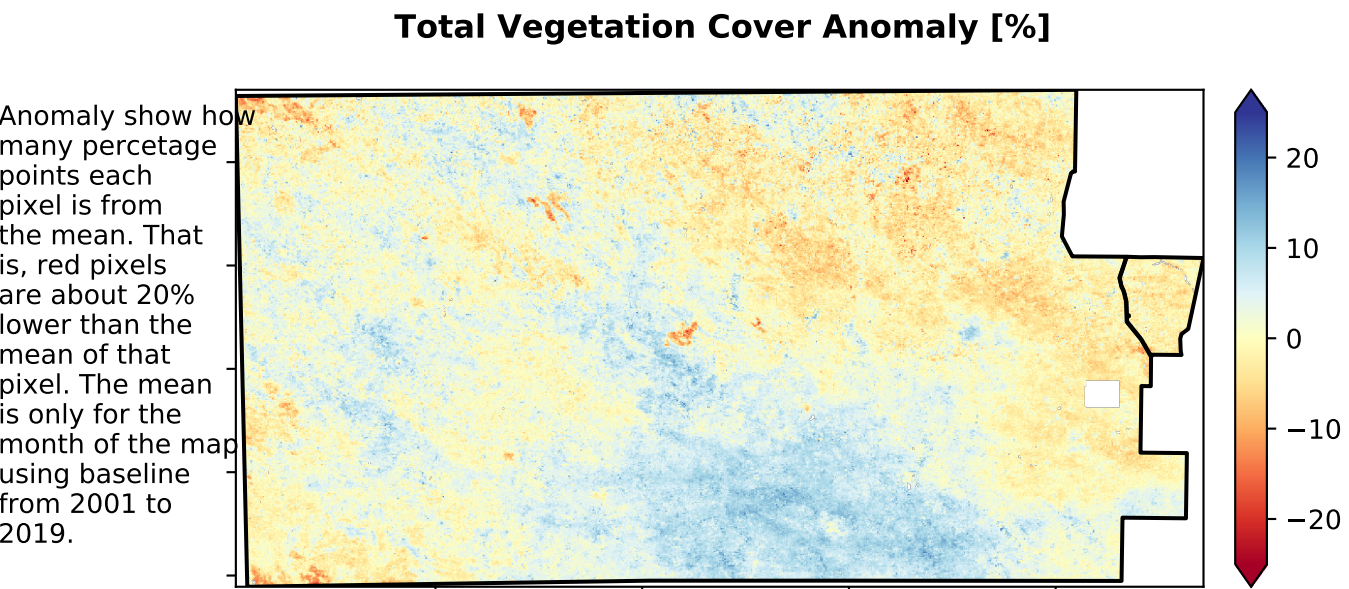 Total Vegetation Cover Anomaly [%]
Anomaly show how
many percetage
points each
pixel is from
the mean. That
is, red pixels
are about 20%
lower than the
mean of that
pixel. The mean
is only for the
month of the map
using baseline
from 2001 to
2019.
20
10
0
−10
−20